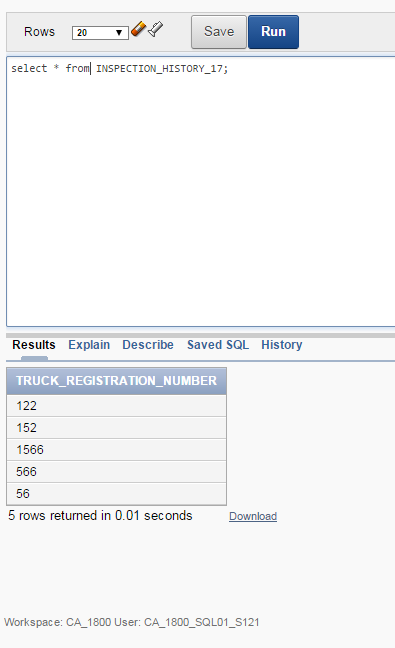 Rows 20 Save Run
select * from INSPECTION_HISTORY_17;
Results Explain Describe Saved SQL History
TRUCK_REGISTRATION_NUMBER
122
152
1566
566
56
5 rows returned in 0.01 seconds Download
Workspace: CA_1800 User: CA_1800_SQL01_S121